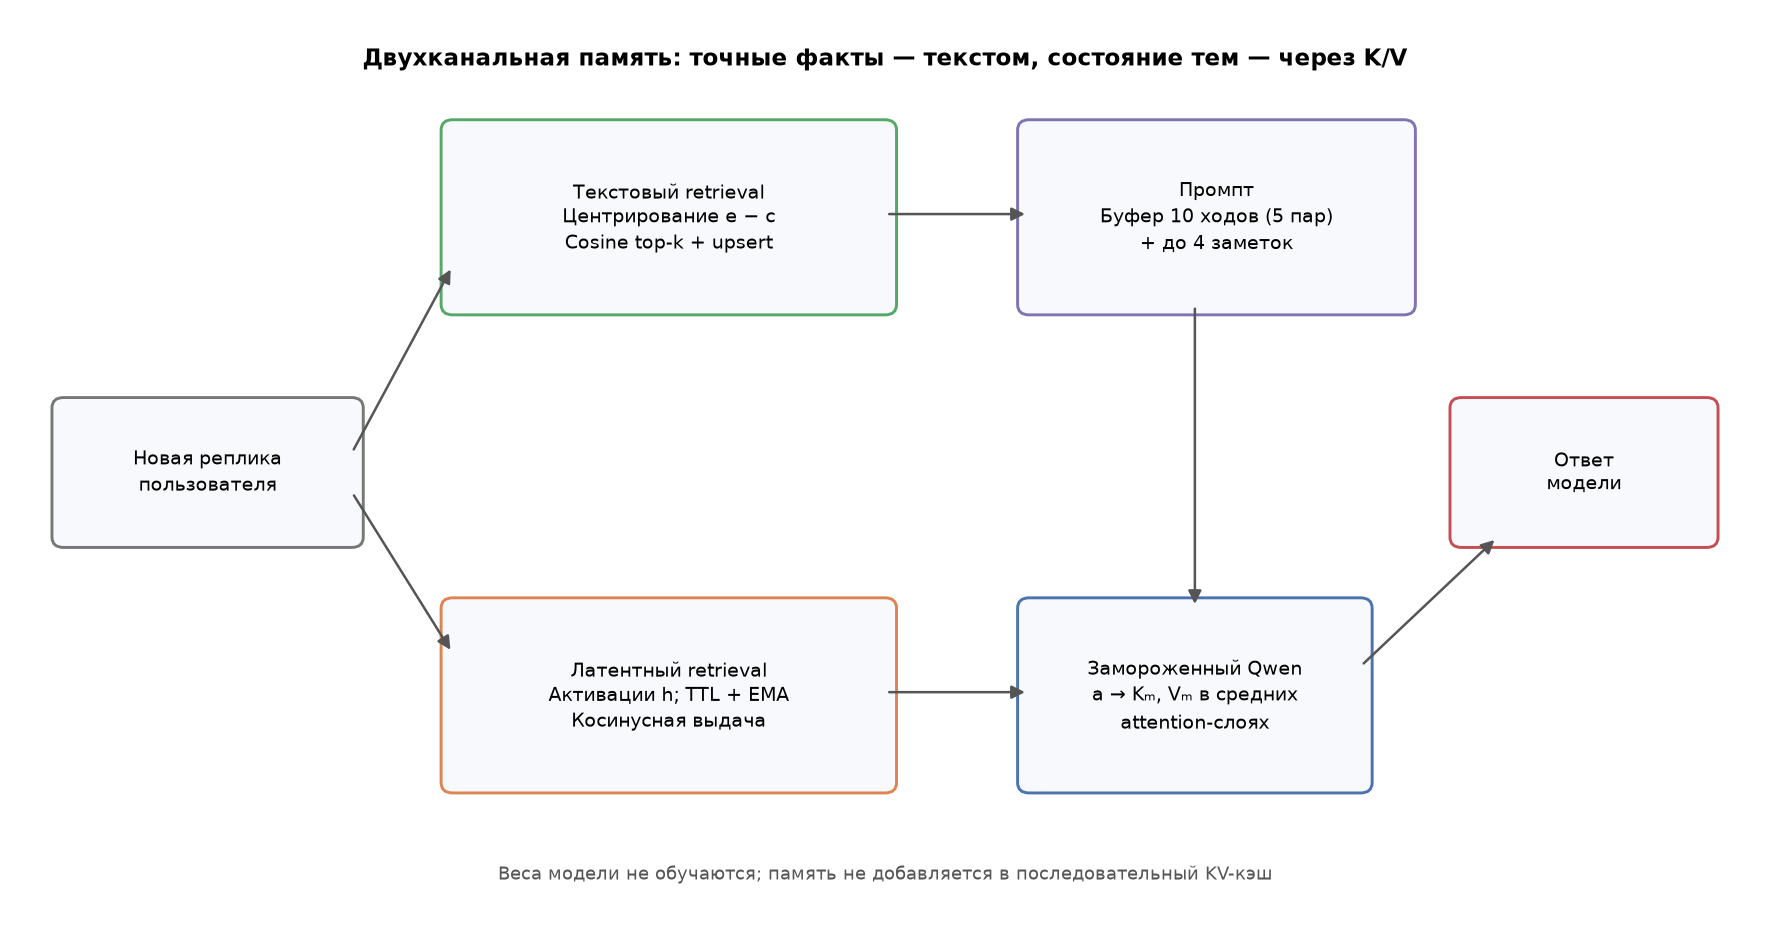 Двухканальная память: точные факты — текстом, состояние тем — через K/V
Текстовый retrieval
Центрирование e − c
Cosine top-k + upsert
Промпт
Буфер 10 ходов (5 пар)
+ до 4 заметок
Новая реплика
пользователя
Ответ
модели
Латентный retrieval
Активации h; TTL + EMA
Косинусная выдача
Замороженный Qwen
a → Kₘ, Vₘ в средних
attention-слоях
Веса модели не обучаются; память не добавляется в последовательный KV-кэш